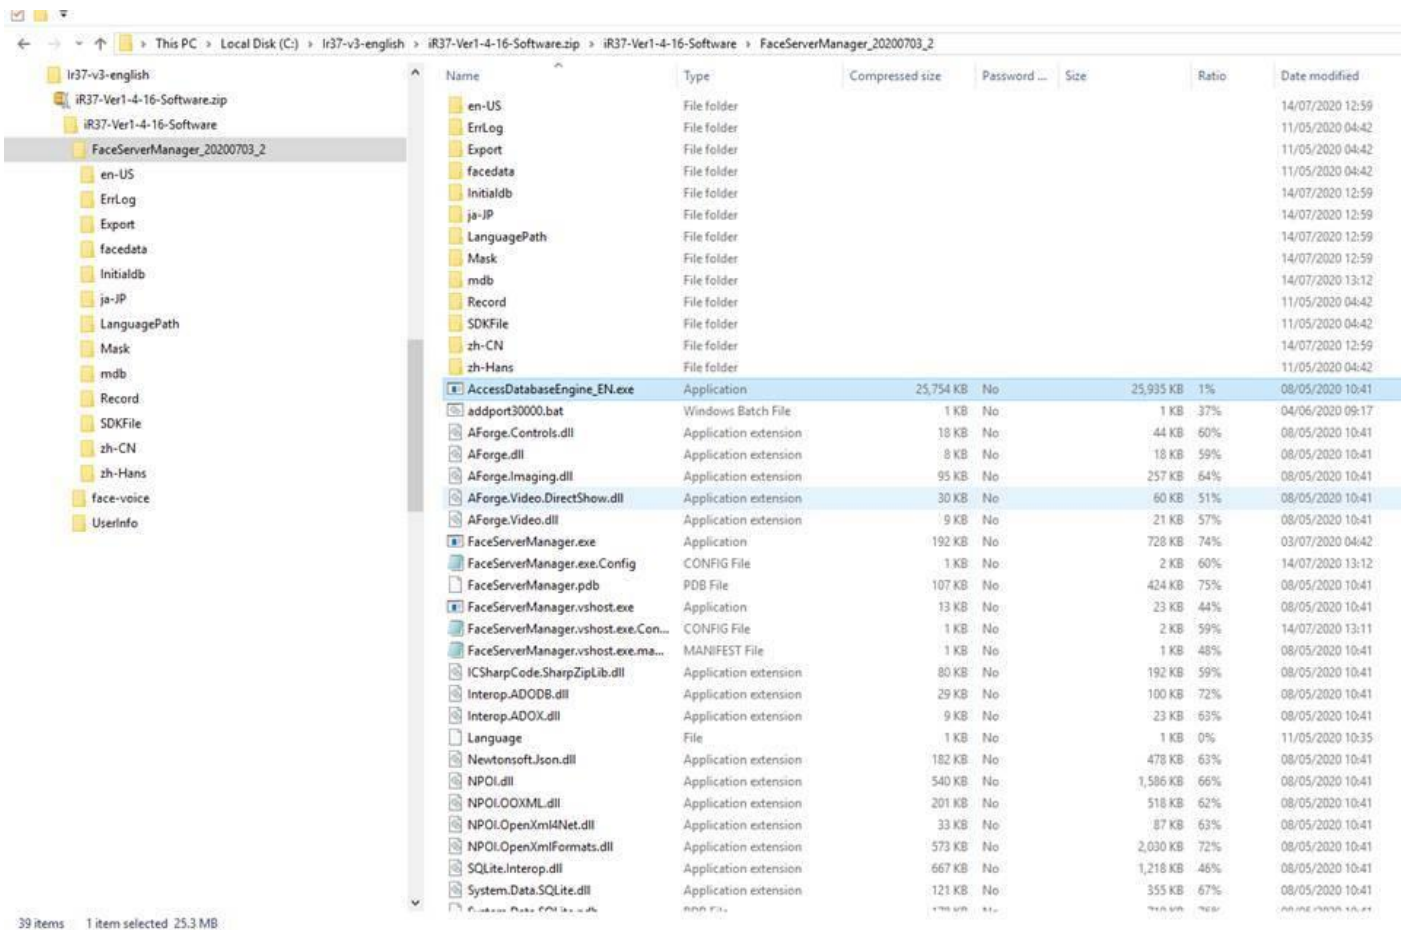 This PC > Local Disk (C:) > Ir37-v3-english > iR37-Ver1-4-16-Software.zip > iR37-Ver1-4-16-Software > FaceServerManager_20200703_2
Ir37-v3-english
iR37-Ver1-4-16-Software.zip
iR37-Ver1-4-16-Software
FaceServerManager_20200703_2
en-US
ErrLog
Export
facedata
Initialdb
ja-JP
LanguagePath
Mask
mdb
Record
SDKFile
zh-CN
zh-Hans
face-voice
UserInfo
Name Type Compressed size Password ... Size Ratio Date modified
en-US File folder 14/07/2020 12:59
ErrLog File folder 11/05/2020 04:42
Export File folder 11/05/2020 04:42
facedata File folder 11/05/2020 04:42
Initialdb File folder 14/07/2020 12:59
ja-JP File folder 14/07/2020 12:59
LanguagePath File folder 14/07/2020 12:59
Mask File folder 14/07/2020 12:59
mdb File folder 14/07/2020 13:12
Record File folder 11/05/2020 04:42
SDKFile File folder 11/05/2020 04:42
zh-CN File folder 14/07/2020 12:59
zh-Hans File folder 11/05/2020 04:42
AccessDatabaseEngine_EN.exe Application 25,754 KB No 25,935 KB 1% 08/05/2020 10:41
addport30000.bat Windows Batch File 1 KB No 1 KB 37% 04/06/2020 09:17
AForge.Controls.dll Application extension 18 KB No 44 KB 60% 08/05/2020 10:41
AForge.dll Application extension 8 KB No 18 KB 59% 08/05/2020 10:41
AForge.Imaging.dll Application extension 95 KB No 257 KB 64% 08/05/2020 10:41
AForge.Video.DirectShow.dll Application extension 30 KB No 60 KB 51% 08/05/2020 10:41
AForge.Video.dll Application extension 9 KB No 21 KB 57% 08/05/2020 10:41
FaceServerManager.exe Application 192 KB No 728 KB 74% 03/07/2020 04:42
FaceServerManager.exe.Config CONFIG File 1 KB No 2 KB 60% 14/07/2020 13:12
FaceServerManager.pdb PDB File 107 KB No 424 KB 75% 08/05/2020 10:41
FaceServerManager.vshost.exe Application 13 KB No 23 KB 44% 08/05/2020 10:41
FaceServerManager.vshost.exe.Con... CONFIG File 1 KB No 2 KB 59% 14/07/2020 13:11
FaceServerManager.vshost.exe.ma... MANIFEST File 1 KB No 1 KB 48% 08/05/2020 10:41
ICSharpCode.SharpZipLib.dll Application extension 80 KB No 192 KB 59% 08/05/2020 10:41
Interop.ADODB.dll Application extension 29 KB No 100 KB 72% 08/05/2020 10:41
Interop.ADOX.dll Application extension 9 KB No 23 KB 63% 08/05/2020 10:41
Language File 1 KB No 1 KB 0% 11/05/2020 10:35
Newtonsoft.Json.dll Application extension 182 KB No 478 KB 63% 08/05/2020 10:41
NPOI.dll Application extension 540 KB No 1,586 KB 66% 08/05/2020 10:41
NPOI.OOXML.dll Application extension 201 KB No 518 KB 62% 08/05/2020 10:41
NPOI.OpenXml4Net.dll Application extension 33 KB No 87 KB 63% 08/05/2020 10:41
NPOI.OpenXmlFormats.dll Application extension 573 KB No 2,030 KB 72% 08/05/2020 10:41
SQLite.Interop.dll Application extension 667 KB No 1,218 KB 46% 08/05/2020 10:41
System.Data.SQLite.dll Application extension 121 KB No 355 KB 67% 08/05/2020 10:41
39 items 1 item selected 25.3 MB